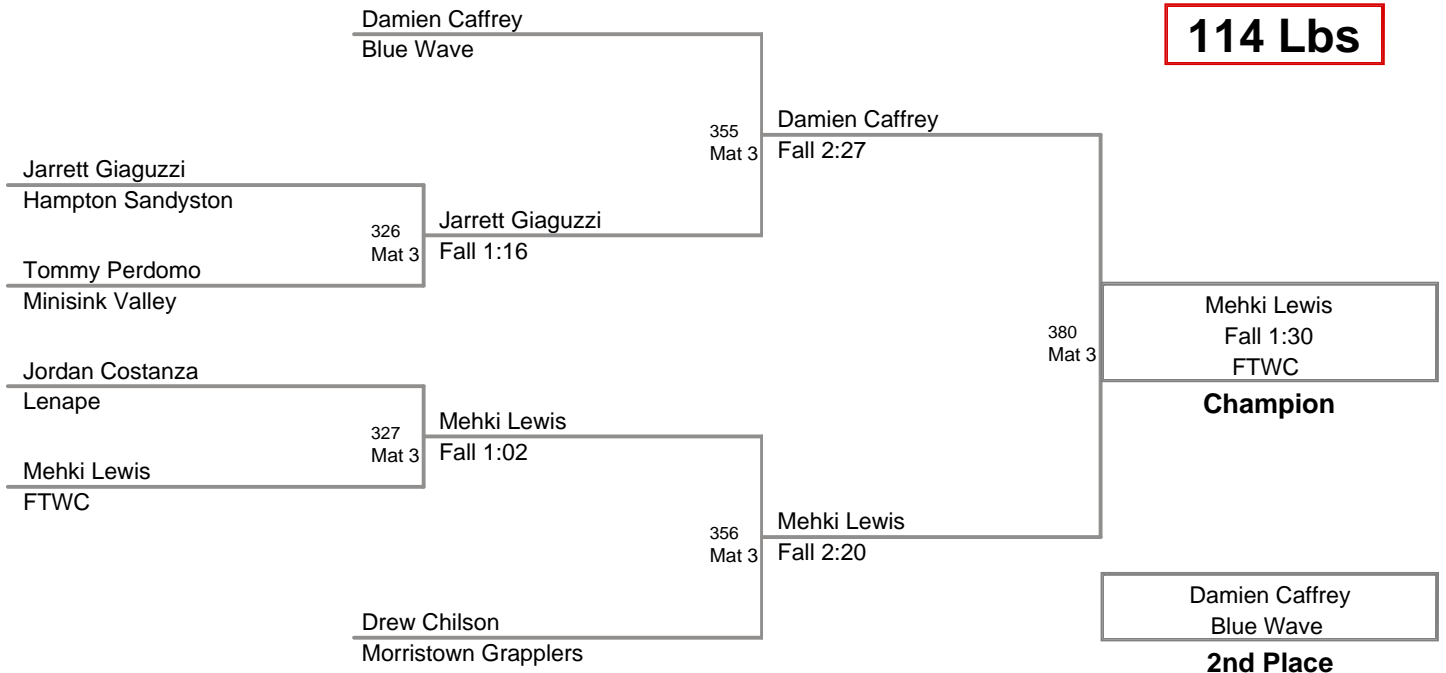 Damien Caffrey
Blue Wave
114 Lbs
355
Mat 3
Damien Caffrey
Fall 2:27
Jarrett Giaguzzi
Hampton Sandyston
326
Mat 3
Jarrett Giaguzzi
Fall 1:16
Tommy Perdomo
Minisink Valley
380
Mat 3
Mehki Lewis
Fall 1:30
FTWC
Champion
Jordan Costanza
Lenape
327
Mat 3
Mehki Lewis
Fall 1:02
Mehki Lewis
FTWC
356
Mat 3
Mehki Lewis
Fall 2:20
Drew Chilson
Morristown Grapplers
Damien Caffrey
Blue Wave
2nd Place